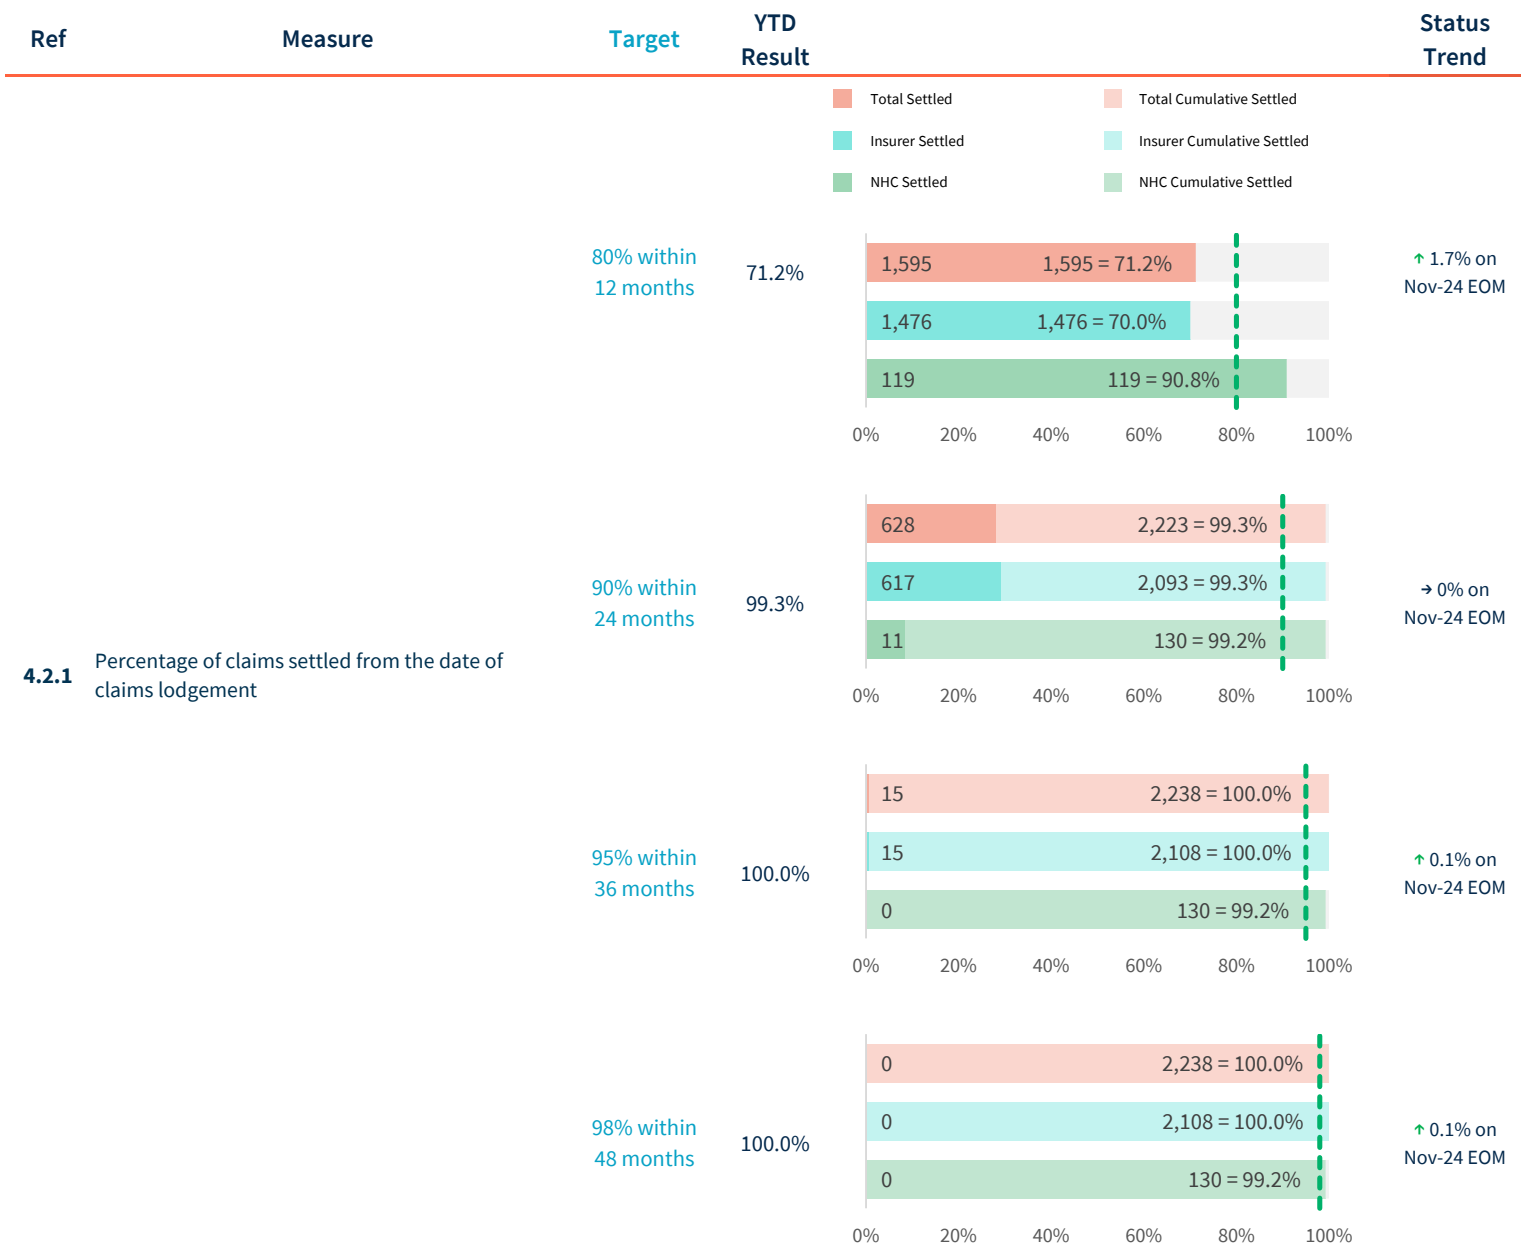 Ref
Measure
Target
YTD
Result
Status
Trend
Total Settled
Total Cumulative Settled
Insurer Settled
Insurer Cumulative Settled
NHC Settled
NHC Cumulative Settled
4.2.1
Percentage of claims settled from the date of
claims lodgement
80% within
12 months
71.2%
1,595
1,595 = 71.2%
1,476
1,476 = 70.0%
119
119 = 90.8%
0% 20% 40% 60% 80% 100%
↑ 1.7% on
Nov-24 EOM
90% within
24 months
99.3%
628
2,223 = 99.3%
617
2,093 = 99.3%
11
130 = 99.2%
0% 20% 40% 60% 80% 100%
→ 0% on
Nov-24 EOM
95% within
36 months
100.0%
15
2,238 = 100.0%
15
2,108 = 100.0%
0
130 = 99.2%
0% 20% 40% 60% 80% 100%
↑ 0.1% on
Nov-24 EOM
98% within
48 months
100.0%
0
2,238 = 100.0%
0
2,108 = 100.0%
0
130 = 99.2%
0% 20% 40% 60% 80% 100%
↑ 0.1% on
Nov-24 EOM